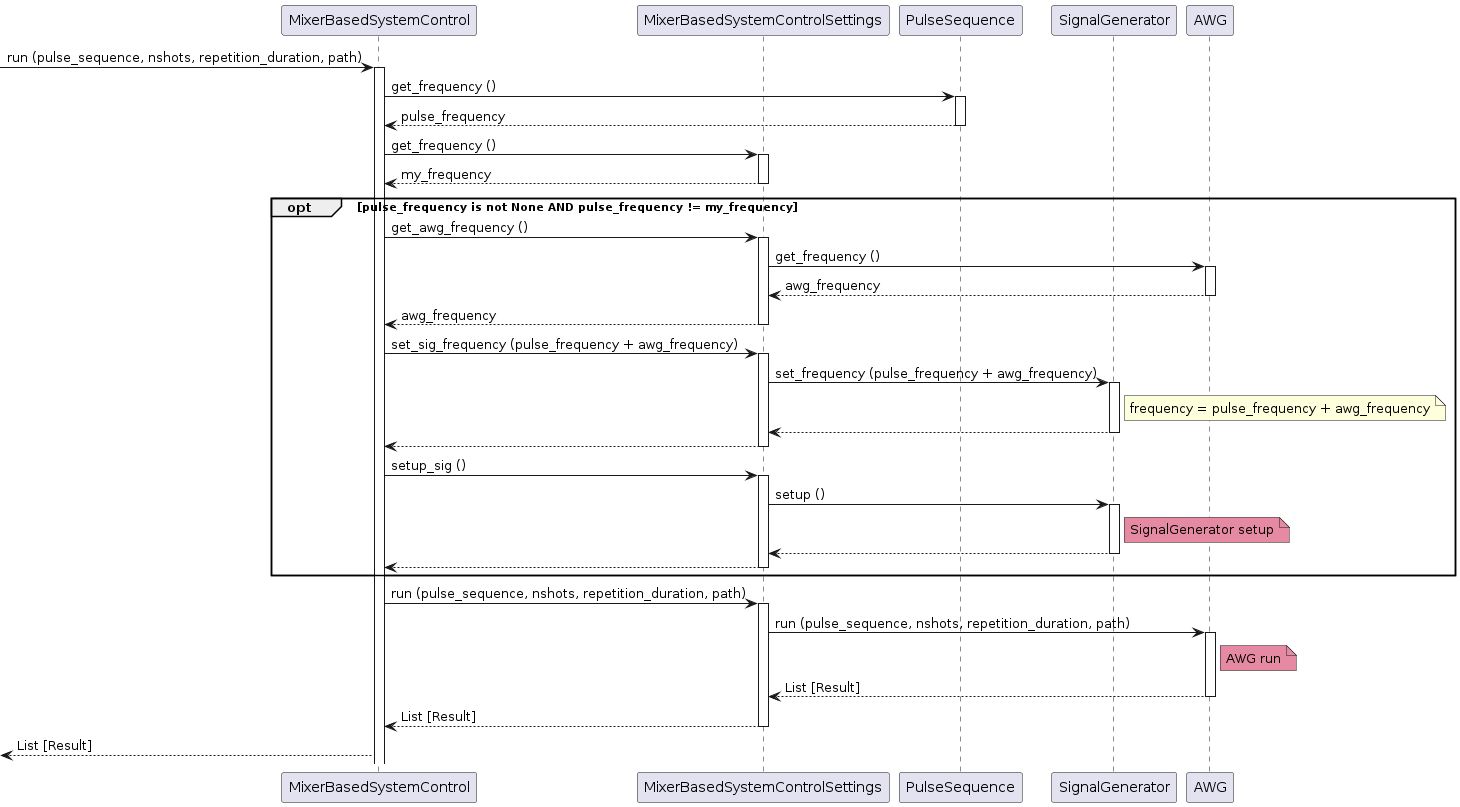 MixerBasedSystemControl MixerBasedSystemControlSettings PulseSequence SignalGenerator AWG
run (pulse_sequence, nshots, repetition_duration, path)
get_frequency ()
pulse_frequency
get_frequency ()
my_frequency
opt [pulse_frequency is not None AND pulse_frequency != my_frequency]
get_awg_frequency ()
get_frequency ()
awg_frequency
awg_frequency
set_sig_frequency (pulse_frequency + awg_frequency)
set_frequency (pulse_frequency + awg_frequency)
frequency = pulse_frequency + awg_frequency
setup_sig ()
setup ()
SignalGenerator setup
run (pulse_sequence, nshots, repetition_duration, path)
run (pulse_sequence, nshots, repetition_duration, path)
AWG run
List [Result]
List [Result]
List [Result]
MixerBasedSystemControl MixerBasedSystemControlSettings PulseSequence SignalGenerator AWG